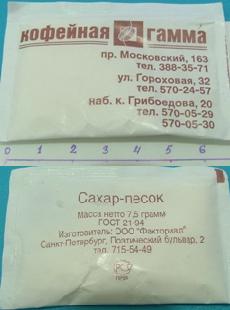 кофейная гамма
пр. Московский, 163
тел. 388-35-71
ул. Гороховая, 32
тел. 570-24-57
наб. к. Грибоедова, 20
тел. 570-05-29
570-05-30
0 1 2 3 4 5 6
Сахар-песок
Масса нетто 7,5 грамм
ГОСТ 21-94
Изготовитель: ООО "Факториал"
Санкт-Петербург, Поэтический бульвар, 2
тел. 715-54-49